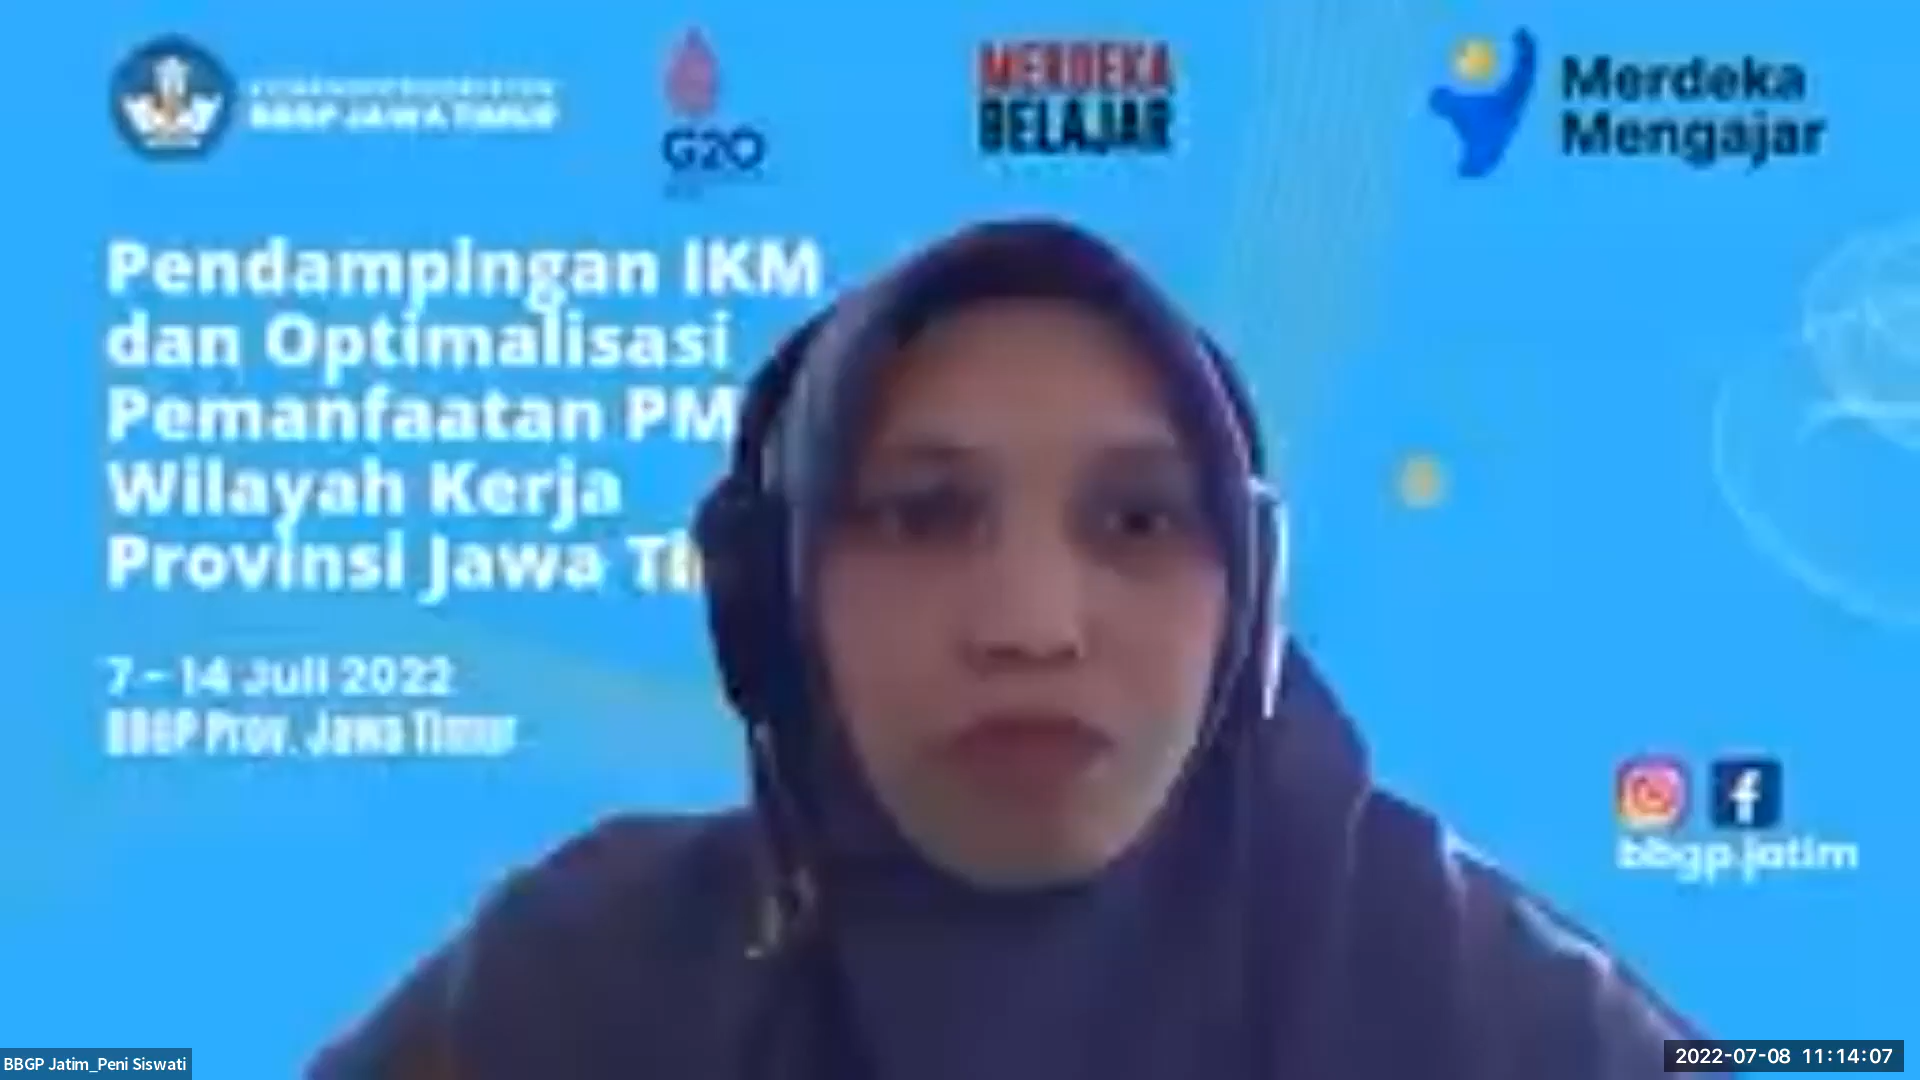 BBGP JAWA TIMUR
G20
MERDEKA
BELAJAR
Merdeka
Mengajar
Pendampingan IKM
dan Optimalisasi
Pemanfaatan PM
Wilayah Kerja
Provinsi Jawa Ti
7 - 14 Juli 2022
BBGP Prov. Jawa Timur
bbgp.jatim
BBGP Jatim_Peni Siswati
2022-07-08 11:14:07